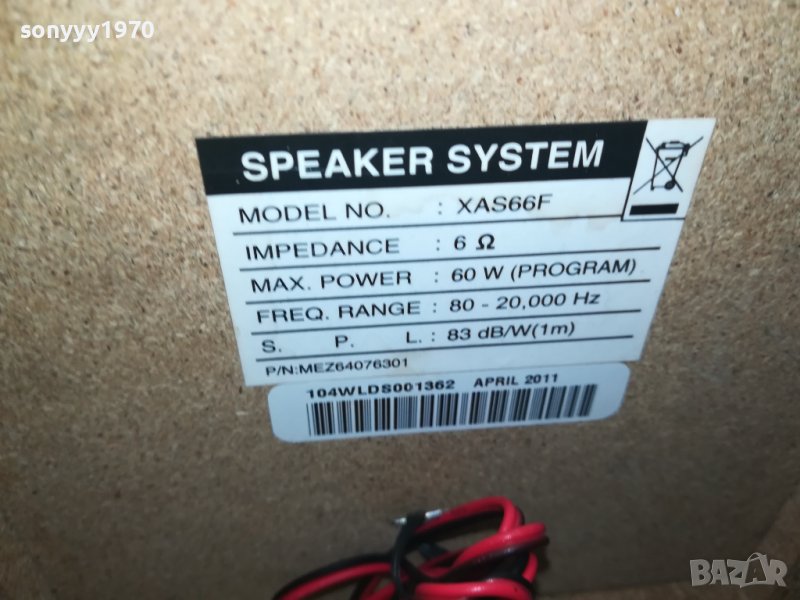 sonyyy1970
SPEAKER SYSTEM
MODEL NO. : XAS66F
IMPEDANCE : 6 Ω
MAX. POWER : 60 W (PROGRAM)
FREQ. RANGE : 80 - 20,000 Hz
S. P. L. : 83 dB/W(1m)
P/N:MEZ64076301
104WLDS001362 APRIL 2011
BAZAR